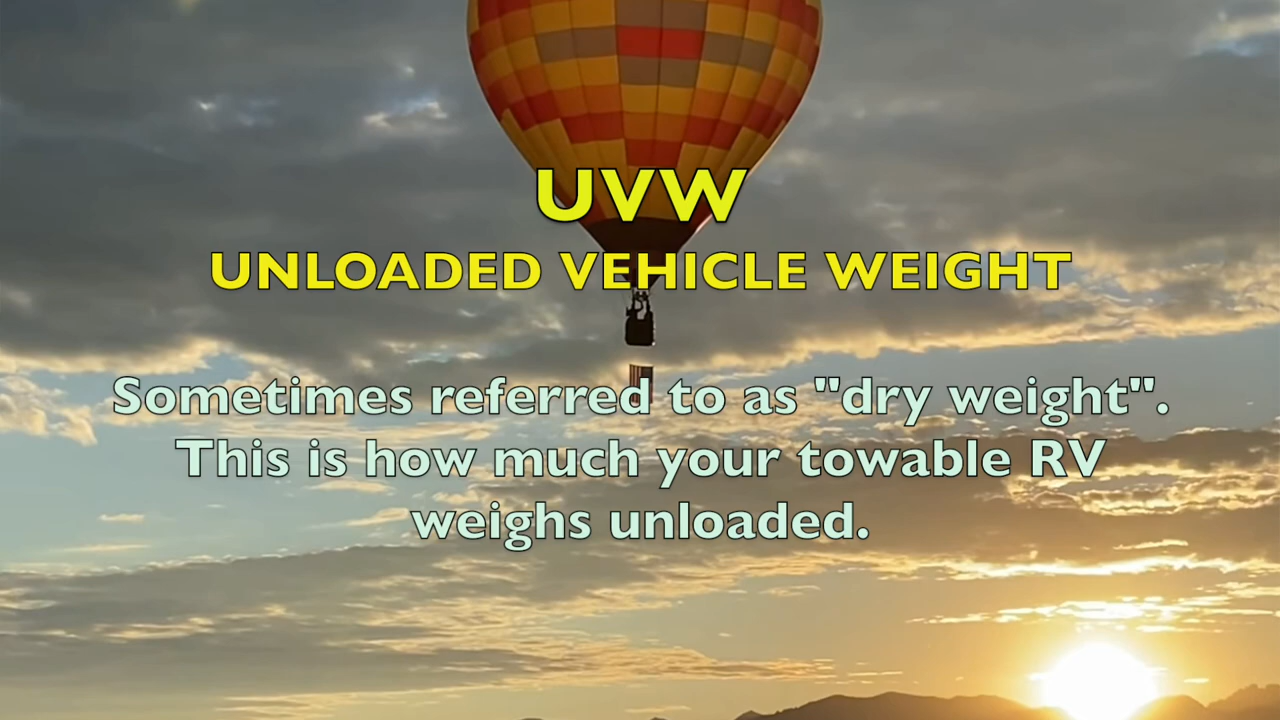 UVW
UNLOADED VEHICLE WEIGHT
Sometimes referred to as "dry weight".
This is how much your towable RV
weighs unloaded.